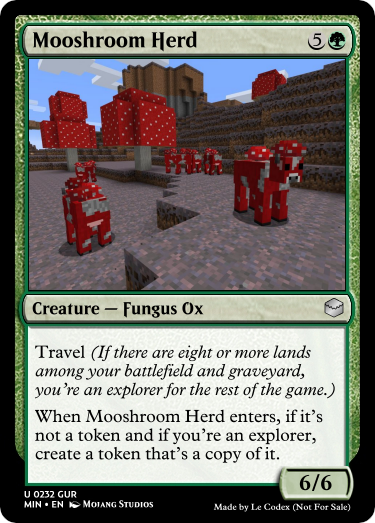 Mooshroom Herd 5
Creature — Fungus Ox
Travel (If there are eight or more lands
among your battlefield and graveyard,
you're an explorer for the rest of the game.)
When Mooshroom Herd enters, if it's
not a token and if you're an explorer,
create a token that's a copy of it.
6/6
U 0232 GUR
MIN • EN Mojang Studios
Made by Le Codex (Not For Sale)